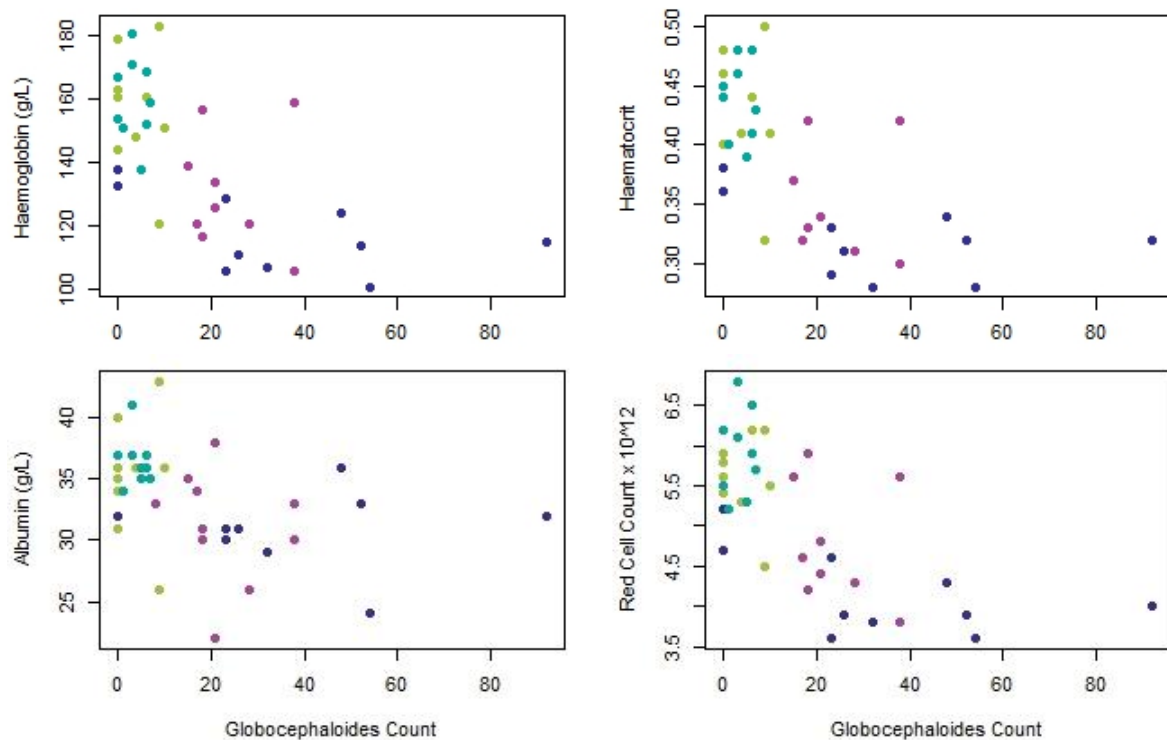 Haemoglobin (g/L)
180
160
140
120
100
0 20 40 60 80
Haematocrit
0.50
0.45
0.40
0.35
0.30
0 20 40 60 80
Albumin (g/L)
40
35
30
25
0 20 40 60 80
Globocephaloides Count
Red Cell Count x 10^12
6.5
5.5
4.5
3.5
0 20 40 60 80
Globocephaloides Count